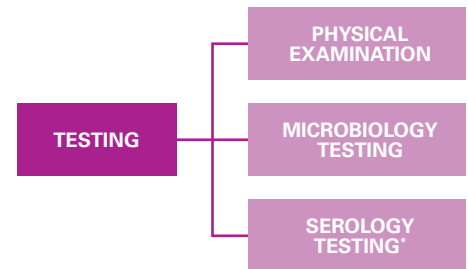 PHYSICAL
EXAMINATION
TESTING
MICROBIOLOGY
TESTING
SEROLOGY
TESTING*